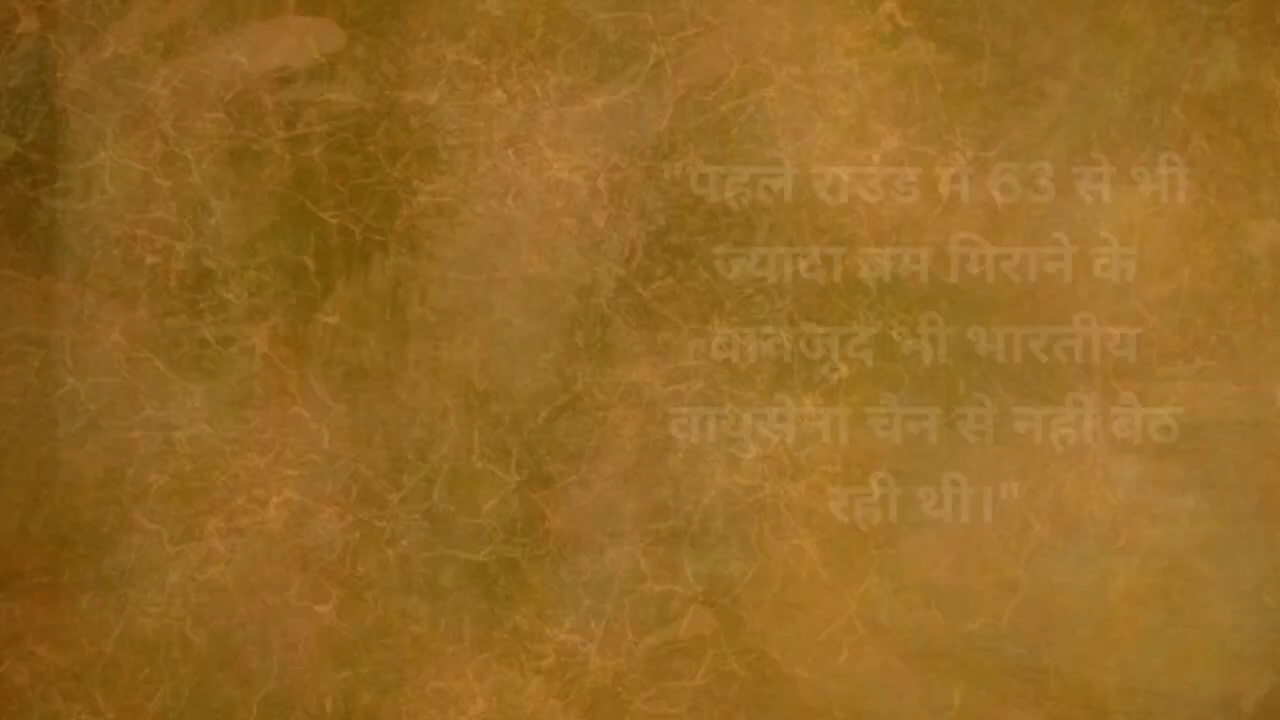 "पहले राउंड में 63 से भी
ज्यादा बम गिराने के
बावजूद भी भारतीय
वायुसेना चैन से नहीं बैठ
रही थी।"